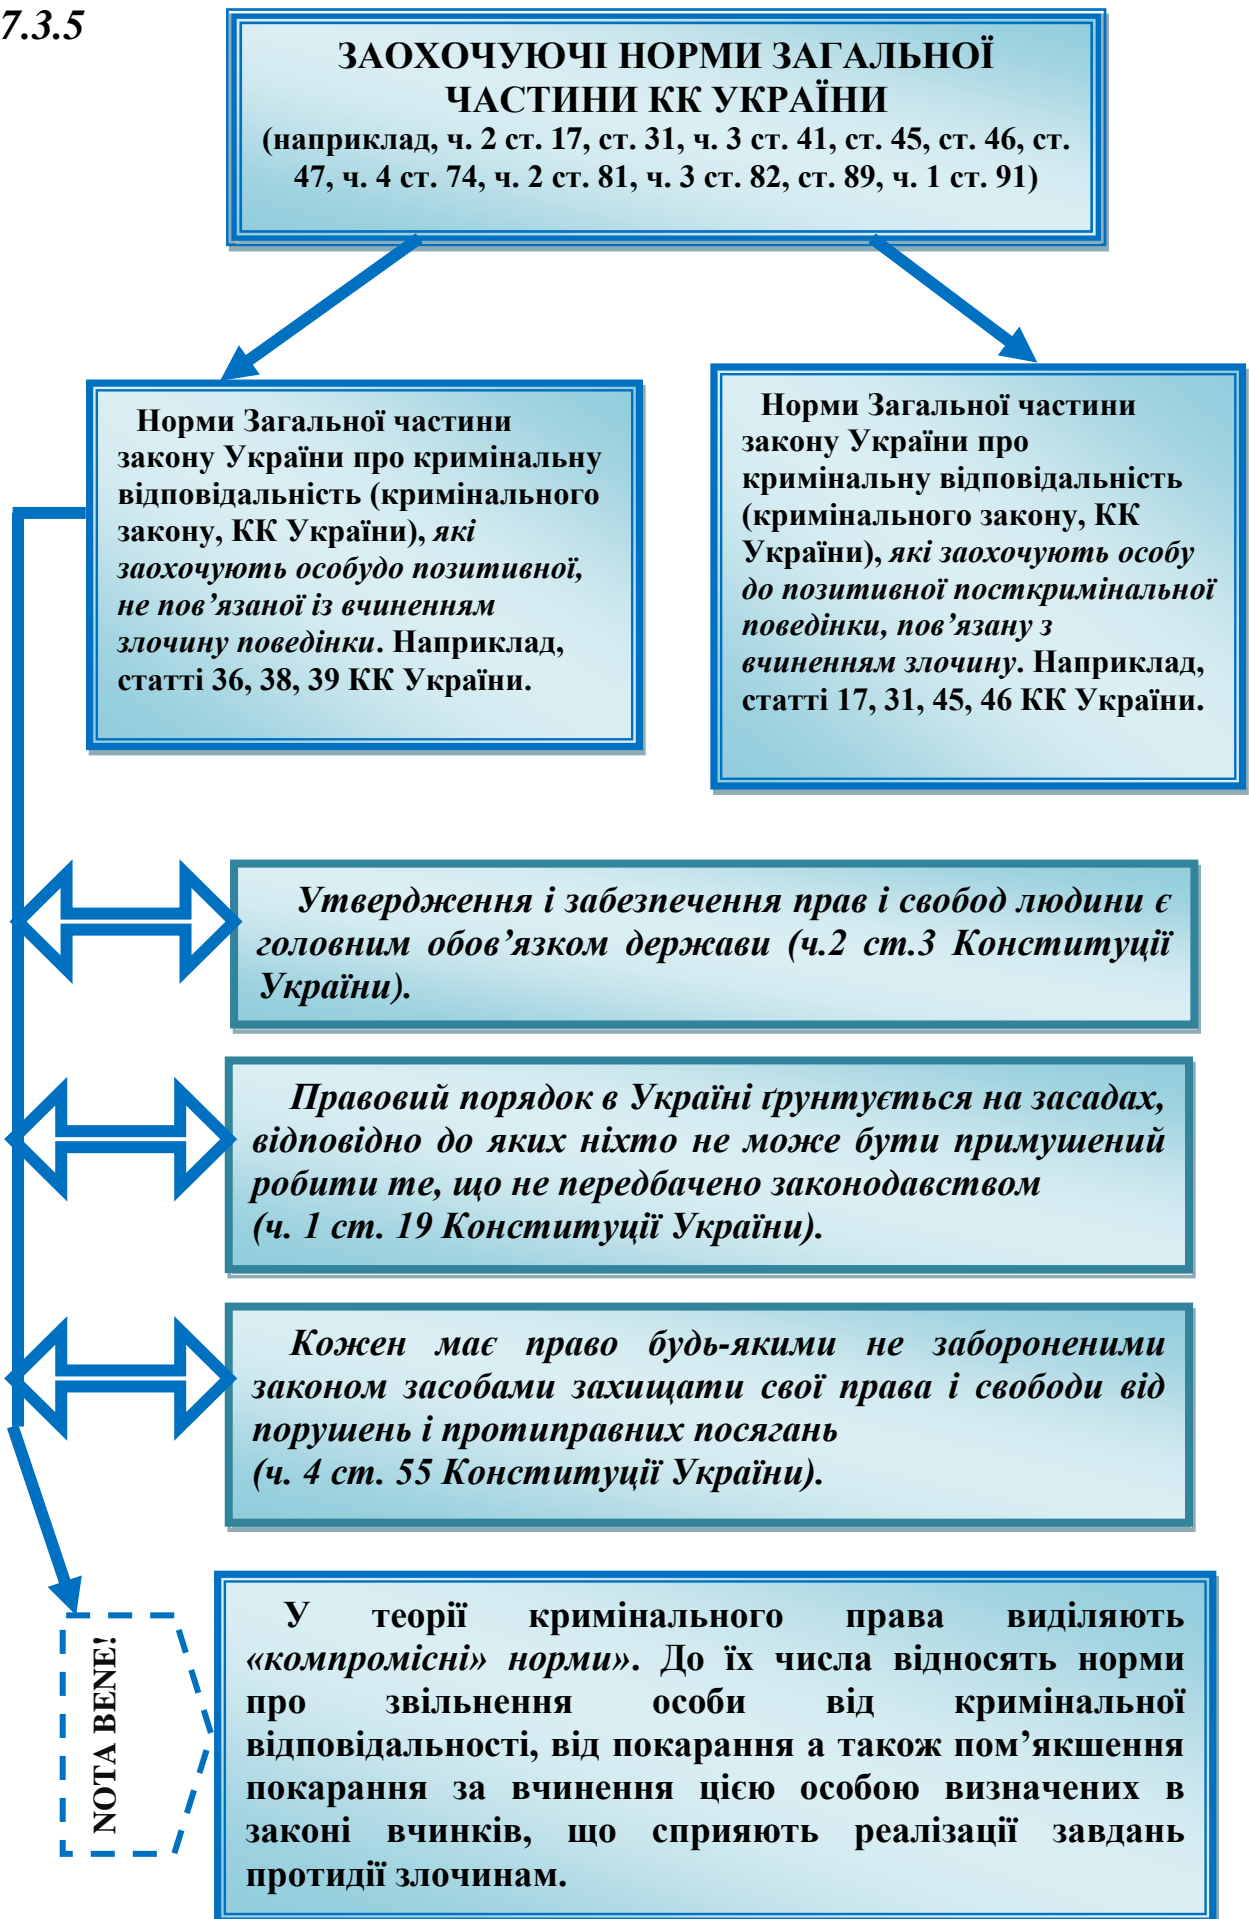 7.3.5
ЗАОХОЧУЮЧІ НОРМИ ЗАГАЛЬНОЇ
ЧАСТИНИ КК УКРАЇНИ
(наприклад, ч. 2 ст. 17, ст. 31, ч. 3 ст. 41, ст. 45, ст. 46, ст.
47, ч. 4 ст. 74, ч. 2 ст. 81, ч. 3 ст. 82, ст. 89, ч. 1 ст. 91)
Норми Загальної частини
закону України про кримінальну
відповідальність (кримінального
закону, КК України), які
заохочують особудо позитивної,
не пов’язаної із вчиненням
злочину поведінки. Наприклад,
статті 36, 38, 39 КК України.
Норми Загальної частини
закону України про
кримінальну відповідальність
(кримінального закону, КК
України), які заохочують особу
до позитивної посткримінальної
поведінки, пов’язану з
вчиненням злочину. Наприклад,
статті 17, 31, 45, 46 КК України.
Утвердження і забезпечення прав і свобод людини є
головним обов’язком держави (ч.2 ст.3 Конституції
України).
Правовий порядок в Україні ґрунтується на засадах,
відповідно до яких ніхто не може бути примушений
робити те, що не передбачено законодавством
(ч. 1 ст. 19 Конституції України).
Кожен має право будь-якими не забороненими
законом засобами захищати свої права і свободи від
порушень і протиправних посягань
(ч. 4 ст. 55 Конституції України).
NOTA BENE!
У теорії кримінального права виділяють
«компромісні» норми». До їх числа відносять норми
про звільнення особи від кримінальної
відповідальності, від покарання а також пом’якшення
покарання за вчинення цією особою визначених в
законі вчинків, що сприяють реалізації завдань
протидії злочинам.